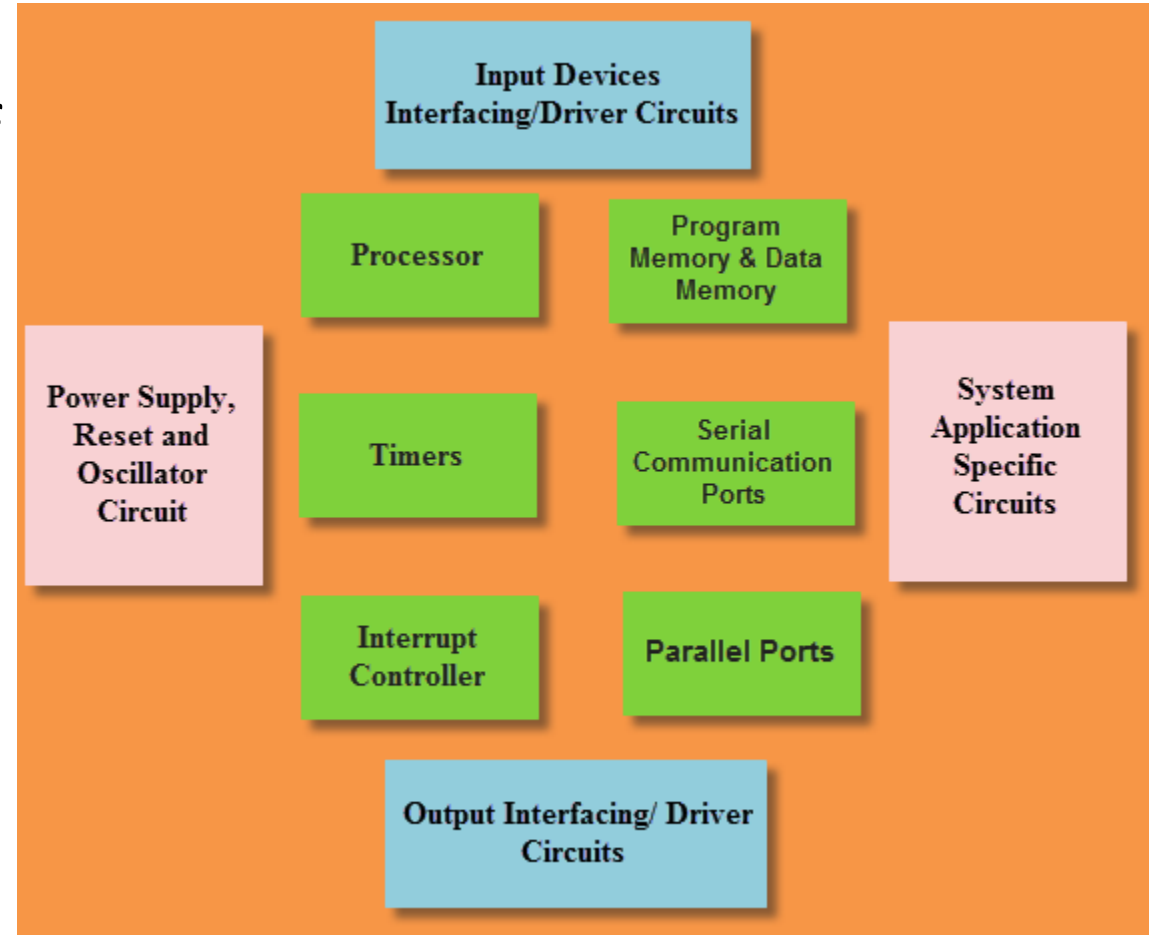 Input Devices
Interfacing/Driver Circuits
Processor
Program
Memory & Data
Memory
Power Supply,
Reset and
Oscillator
Circuit
Timers
Serial
Communication
Ports
System
Application
Specific
Circuits
Interrupt
Controller
Parallel Ports
Output Interfacing/ Driver
Circuits